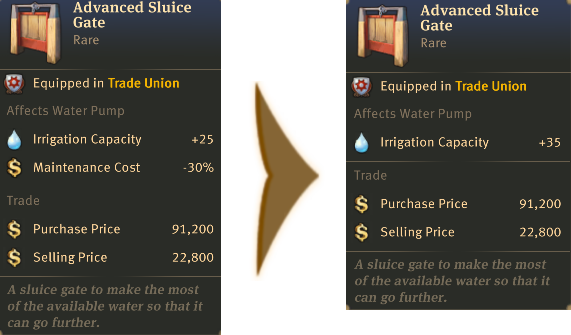 Advanced Sluice
Gate
Rare
Equipped in Trade Union
Affects Water Pump
Irrigation Capacity +25
Maintenance Cost -30%
Trade
Purchase Price 91,200
Selling Price 22,800
A sluice gate to make the most
of the available water so that it
can go further.
Advanced Sluice
Gate
Rare
Equipped in Trade Union
Affects Water Pump
Irrigation Capacity +35
Trade
Purchase Price 91,200
Selling Price 22,800
A sluice gate to make the most
of the available water so that it
can go further.